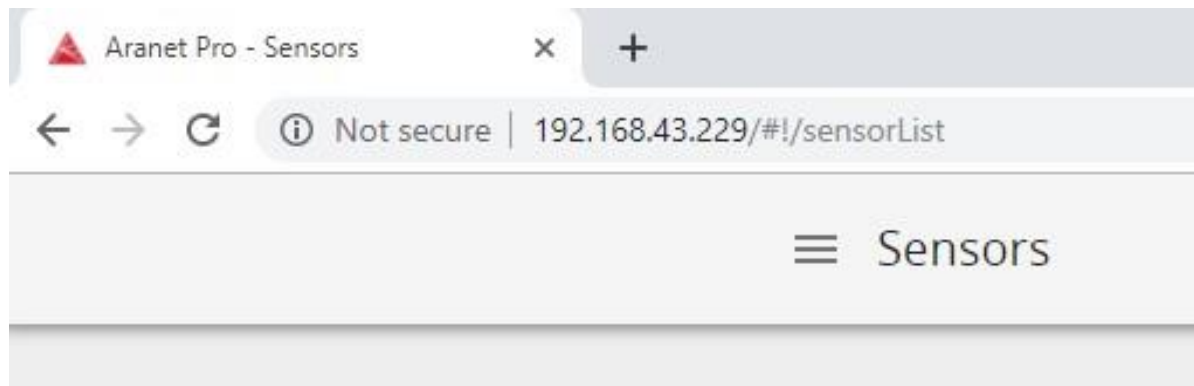 Aranet Pro - Sensors
Not secure | 192.168.43.229/#!/sensorList
Sensors